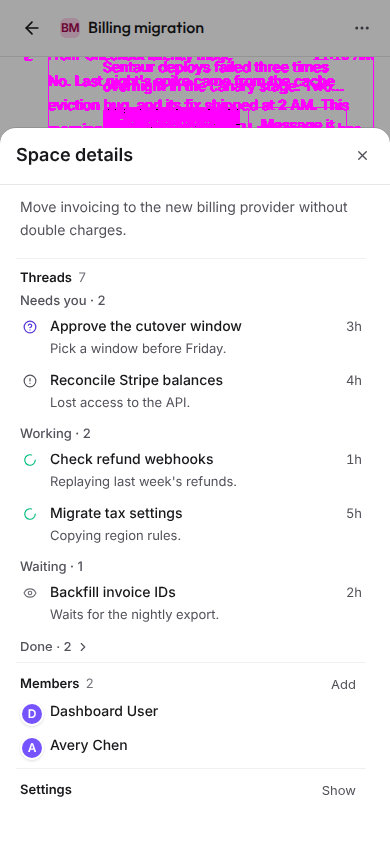 Billing migration
Sentaur deploys failed three times
No. Last night's spike came from the cache
eviction bug, and its fix shipped at 2 AM. This
Space details
Move invoicing to the new billing provider without
double charges.
Threads 7
Needs you · 2
Approve the cutover window 3h
Pick a window before Friday.
Reconcile Stripe balances 4h
Lost access to the API.
Working · 2
Check refund webhooks 1h
Replaying last week's refunds.
Migrate tax settings 5h
Copying region rules.
Waiting · 1
Backfill invoice IDs 2h
Waits for the nightly export.
Done · 2
Members 2 Add
D Dashboard User
A Avery Chen
Settings Show